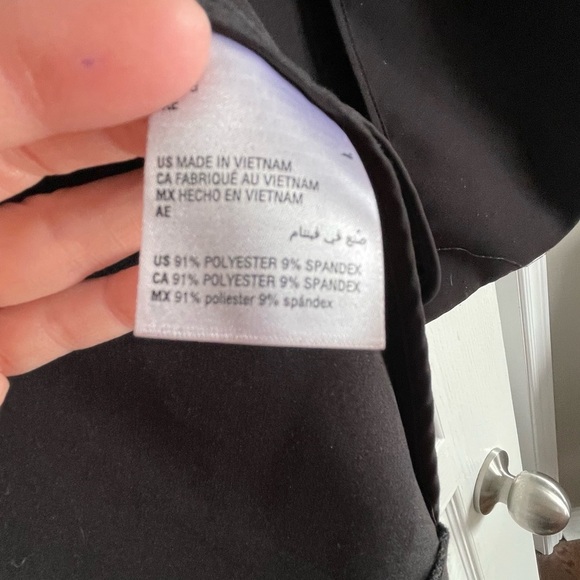 US MADE IN VIETNAM
CA FABRIQUÉ AU VIETNAM
MX HECHO EN VIETNAM
AE
صُنع في فيتنام
US 91% POLYESTER 9% SPANDEX
CA 91% POLYESTER 9% SPANDEX
MX 91% poliester 9% spándex